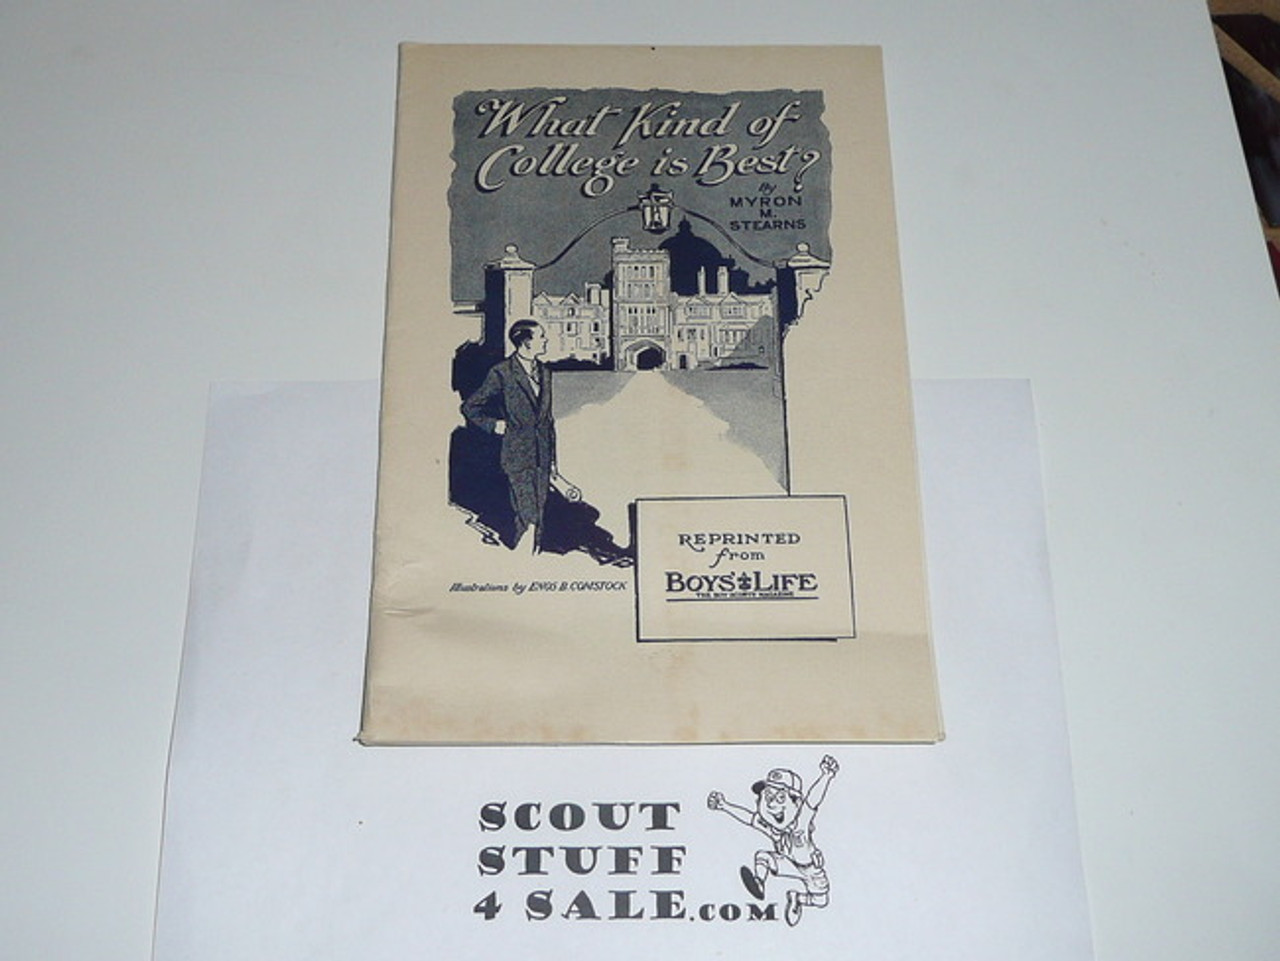 What Kind of
College is Best?
By
MYRON
M.
STEARNS
Illustrations by ENOS B. COMSTOCK
REPRINTED
from
BOYS' LIFE
THE BOY SCOUTS' MAGAZINE
SCOUT
STUFF
4 SALE.COM